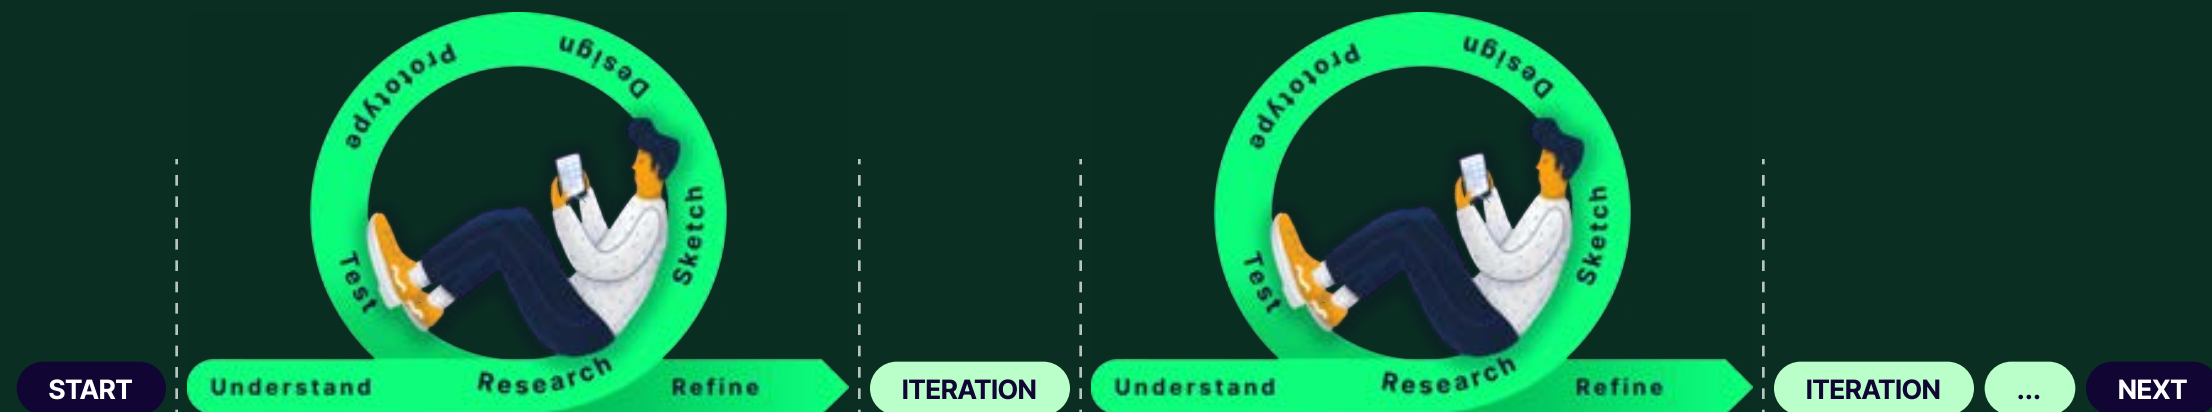 START
Understand
Research
Sketch
Design
Prototype
Test
Refine
ITERATION
Understand
Research
Sketch
Design
Prototype
Test
Refine
ITERATION
...
NEXT